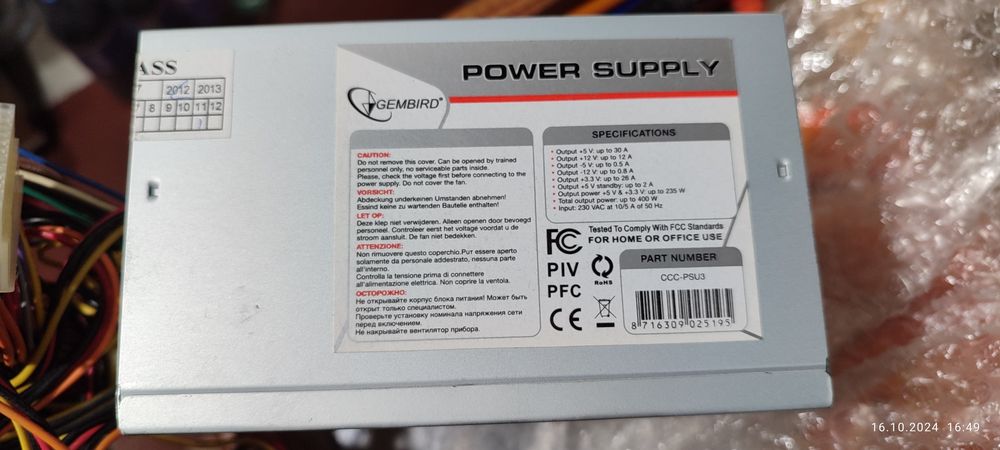 ASS
2012 2013
7 8 9 10 11 12
POWER SUPPLY
GEMBIRD®
CAUTION:
Do not remove this cover. Can be opened by trained
personnel only, no serviceable parts inside.
Please, check the voltage first before connecting to the
power supply. Do not cover the fan.
VORSICHT:
Abdeckung underkeinen Umstanden abnehmen!
Essind keine zu wartenden Bauteile enthalten!
LET OP:
Deze klep niet verwijderen. Alleen openen door bevoegd
personeel. Controleer eerst het voltage voordat u de
stroom aansluit. De fan niet bedekken.
ATTENZIONE:
Non rimuovere questo coperchio.Pur essere aperto
solamente da personale addestrato, nessuna parte
all'interno.
Controlla la tensione prima di connettere
all'alimentazione elettrica. Non coprire la ventola.
ОСТОРОЖНО:
Не открывайте корпус блока питания! Может быть
открыт только специалистом.
Проверьте установку номинала напряжения сети
перед включением.
Не накрывайте вентилятор прибора.
SPECIFICATIONS
• Output +5 V: up to 30 A
• Output +12 V: up to 12 A
• Output -5 V: up to 0.5 A
• Output -12 V: up to 0.8 A
• Output +3.3 V: up to 26 A
• Output +5 V standby: up to 2 A
• Output power +5 V & +3.3 V: up to 235 W
• Total output power: up to 400 W
• Input: 230 VAC at 10/5 A of 50 Hz
FC
Tested To Comply With FCC Standards
FOR HOME OR OFFICE USE
PIV
PFC
RoHS
CE
PART NUMBER
CCC-PSU3
8 716309 025195
16.10.2024 16:49